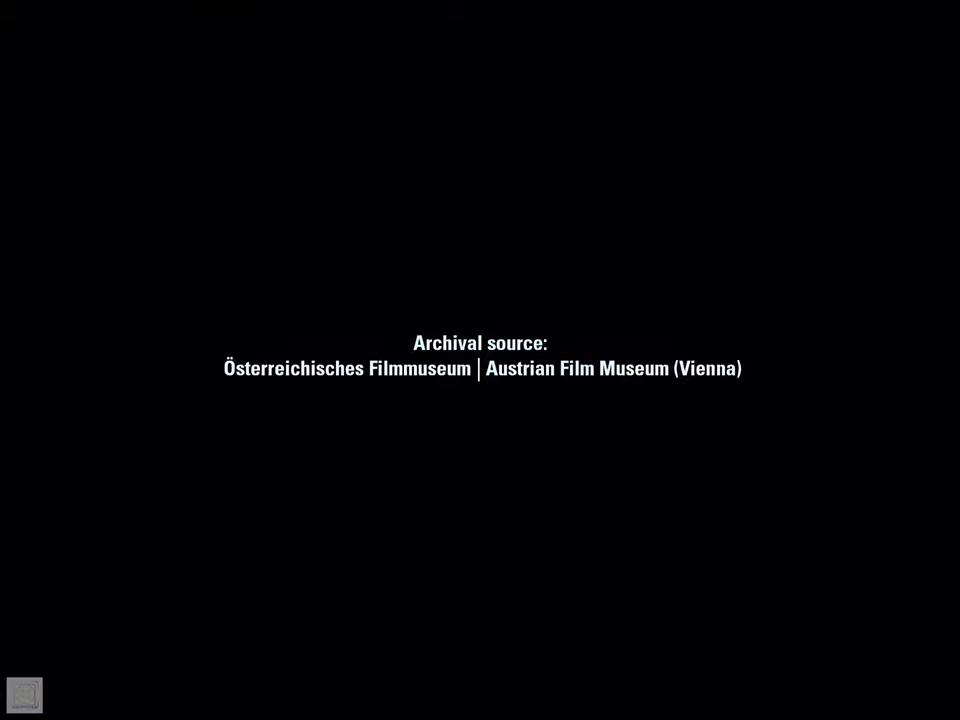 Archival source:
Österreichisches Filmmuseum | Austrian Film Museum (Vienna)